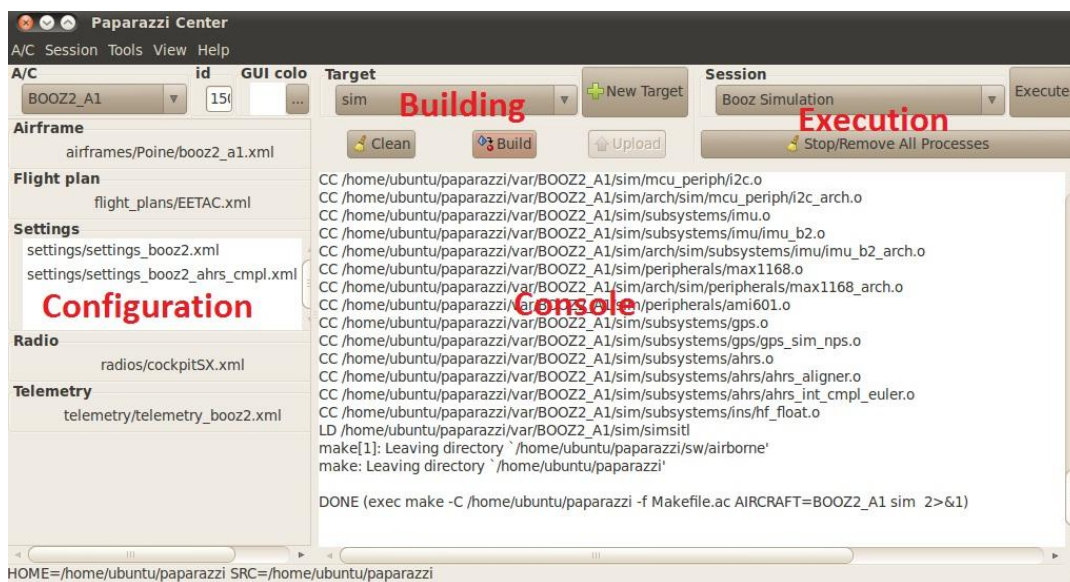 Paparazzi Center
A/C Session Tools View Help
A/C id GUI colo Target Session
BOOZ2_A1 150 ... sim New Target Booz Simulation Execute
Building
Execution
Clean Build Upload Stop/Remove All Processes
Airframe
airframes/Poine/booz2_a1.xml
Flight plan
flight_plans/EETAC.xml
Settings
settings/settings_booz2.xml
settings/settings_booz2_ahrs_cmpl.xml
Configuration
Radio
radios/cockpitSX.xml
Telemetry
telemetry/telemetry_booz2.xml
CC /home/ubuntu/paparazzi/var/BOOZ2_A1/sim/mcu_periph/i2c.o
CC /home/ubuntu/paparazzi/var/BOOZ2_A1/sim/arch/sim/mcu_periph/i2c_arch.o
CC /home/ubuntu/paparazzi/var/BOOZ2_A1/sim/subsystems/imu.o
CC /home/ubuntu/paparazzi/var/BOOZ2_A1/sim/subsystems/imu/imu_b2.o
CC /home/ubuntu/paparazzi/var/BOOZ2_A1/sim/arch/sim/subsystems/imu/imu_b2_arch.o
CC /home/ubuntu/paparazzi/var/BOOZ2_A1/sim/peripherals/max1168.o
CC /home/ubuntu/paparazzi/var/BOOZ2_A1/sim/arch/sim/peripherals/max1168_arch.o
CC /home/ubuntu/paparazzi/var/BOOZ2_A1/sim/peripherals/ami601.o
Console
CC /home/ubuntu/paparazzi/var/BOOZ2_A1/sim/subsystems/gps.o
CC /home/ubuntu/paparazzi/var/BOOZ2_A1/sim/subsystems/gps/gps_sim_nps.o
CC /home/ubuntu/paparazzi/var/BOOZ2_A1/sim/subsystems/ahrs.o
CC /home/ubuntu/paparazzi/var/BOOZ2_A1/sim/subsystems/ahrs/ahrs_aligner.o
CC /home/ubuntu/paparazzi/var/BOOZ2_A1/sim/subsystems/ahrs/ahrs_int_cmpl_euler.o
CC /home/ubuntu/paparazzi/var/BOOZ2_A1/sim/subsystems/ins/hf_float.o
LD /home/ubuntu/paparazzi/var/BOOZ2_A1/sim/simsitl
make[1]: Leaving directory `/home/ubuntu/paparazzi/sw/airborne'
make: Leaving directory `/home/ubuntu/paparazzi'
DONE (exec make -C /home/ubuntu/paparazzi -f Makefile.ac AIRCRAFT=BOOZ2_A1 sim 2>&1)
HOME=/home/ubuntu/paparazzi SRC=/home/ubuntu/paparazzi